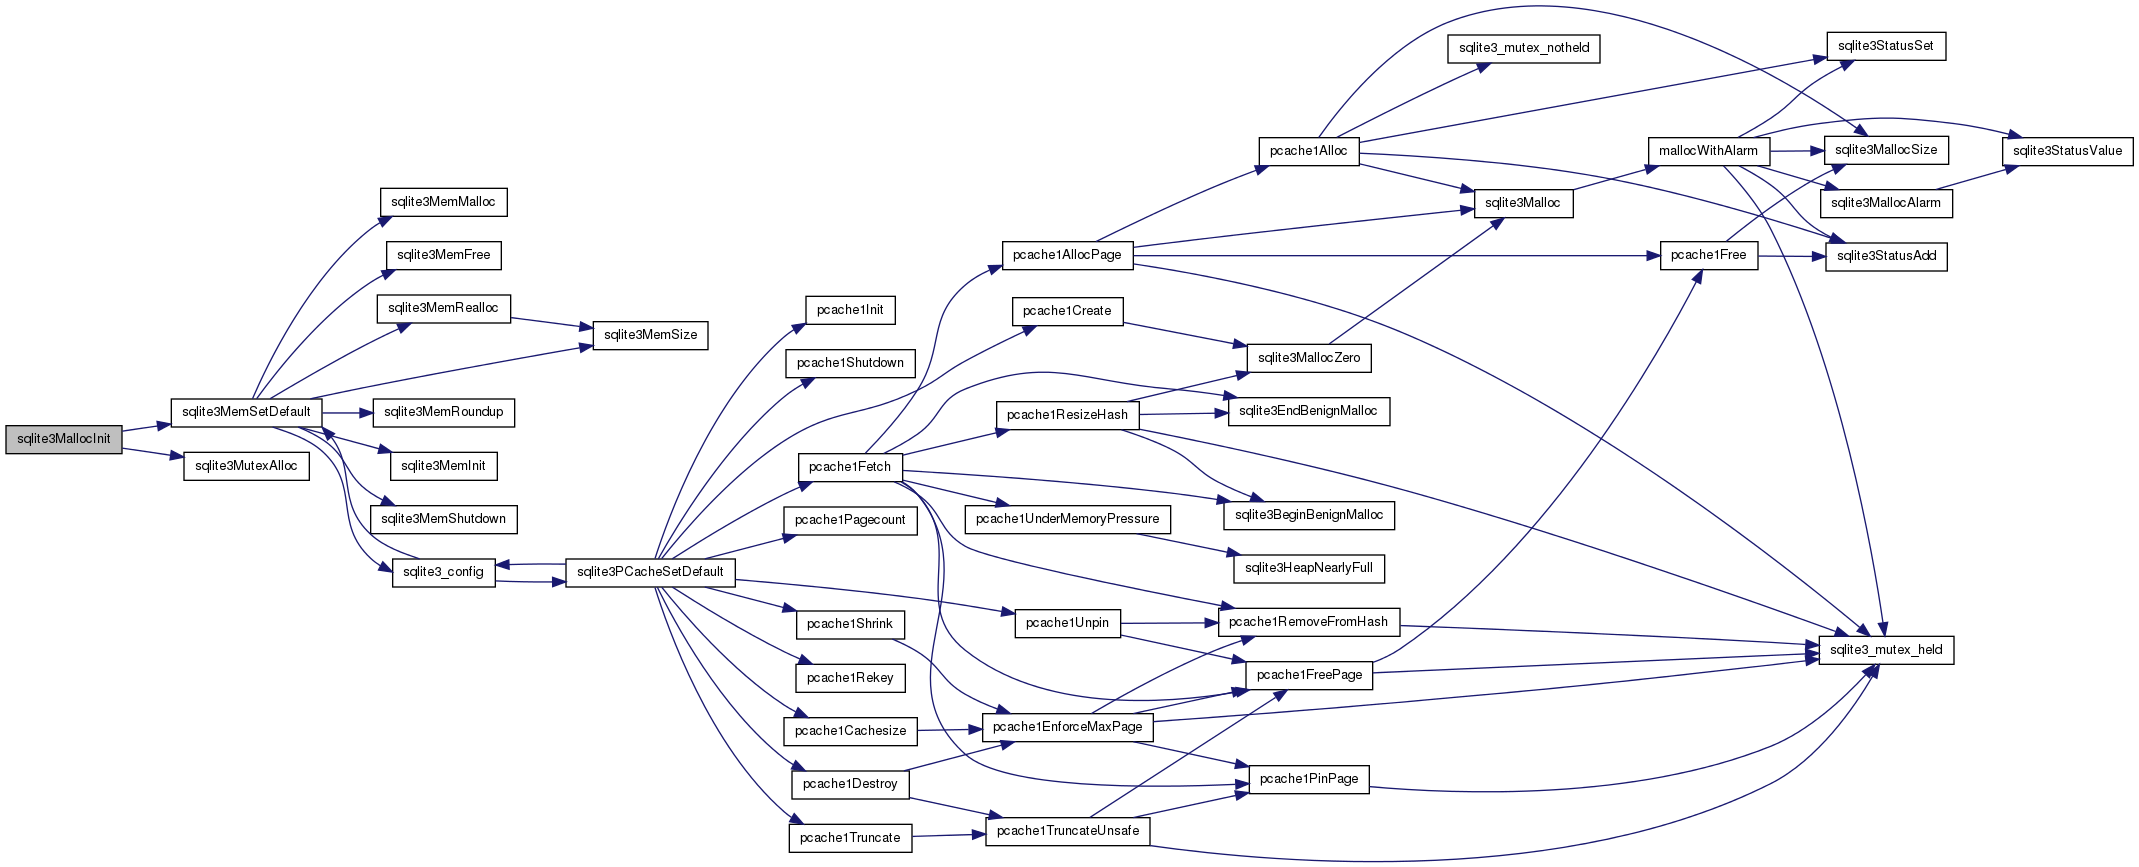 sqlite3MallocInit
sqlite3MemSetDefault
sqlite3MutexAlloc
sqlite3MemMalloc
sqlite3MemFree
sqlite3MemRealloc
sqlite3MemSize
sqlite3MemRoundup
sqlite3MemInit
sqlite3MemShutdown
sqlite3_config
sqlite3PCacheSetDefault
pcache1Init
pcache1Shutdown
pcache1Fetch
pcache1Pagecount
pcache1Shrink
pcache1Rekey
pcache1Cachesize
pcache1Destroy
pcache1Truncate
pcache1AllocPage
pcache1Create
pcache1ResizeHash
pcache1UnderMemoryPressure
pcache1Unpin
pcache1EnforceMaxPage
pcache1TruncateUnsafe
pcache1Alloc
sqlite3MallocZero
sqlite3EndBenignMalloc
sqlite3BeginBenignMalloc
sqlite3HeapNearlyFull
pcache1RemoveFromHash
pcache1FreePage
pcache1PinPage
sqlite3_mutex_notheld
sqlite3Malloc
mallocWithAlarm
pcache1Free
sqlite3StatusSet
sqlite3MallocSize
sqlite3MallocAlarm
sqlite3StatusAdd
sqlite3_mutex_held
sqlite3StatusValue